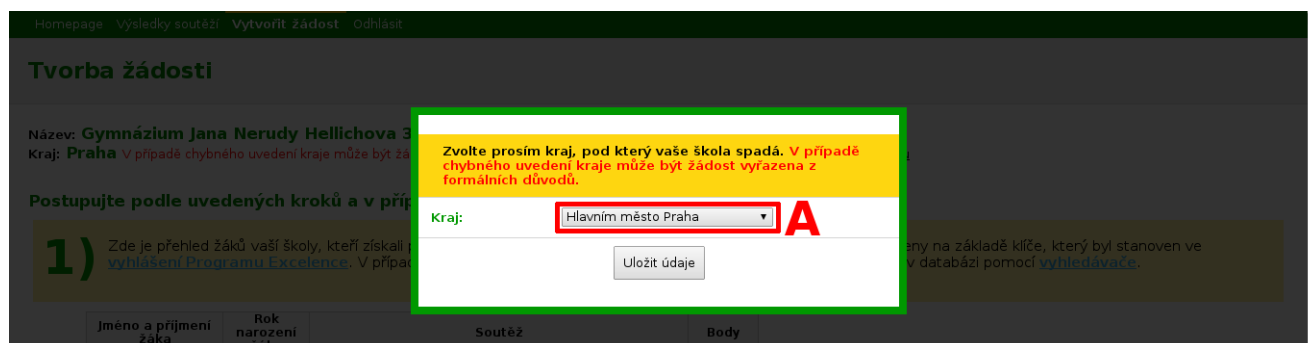 Homepage Výsledky soutěží Vytvořit žádost Odhlásit
Tvorba žádosti
Název: Gymnázium Jana Nerudy Hellichova 3
Kraj: Praha V případě chybného uvedení kraje může být
Zvolte prosím kraj, pod který vaše škola spadá. V případě
chybného uvedení kraje může být žádost vyřazena z
formálních důvodů.
Kraj: Hlavním město Praha A
Uložit údaje
Postupujte podle uvedených kroků a v
1) Zde je přehled žáků vaší školy, kteří získali
na základě klíče, který byl stanoven ve
vyhlášení Programu Excelence. V
v databázi pomocí vyhledávače.
Jméno a příjmení
žáka
Rok
narození
Soutěž
Body